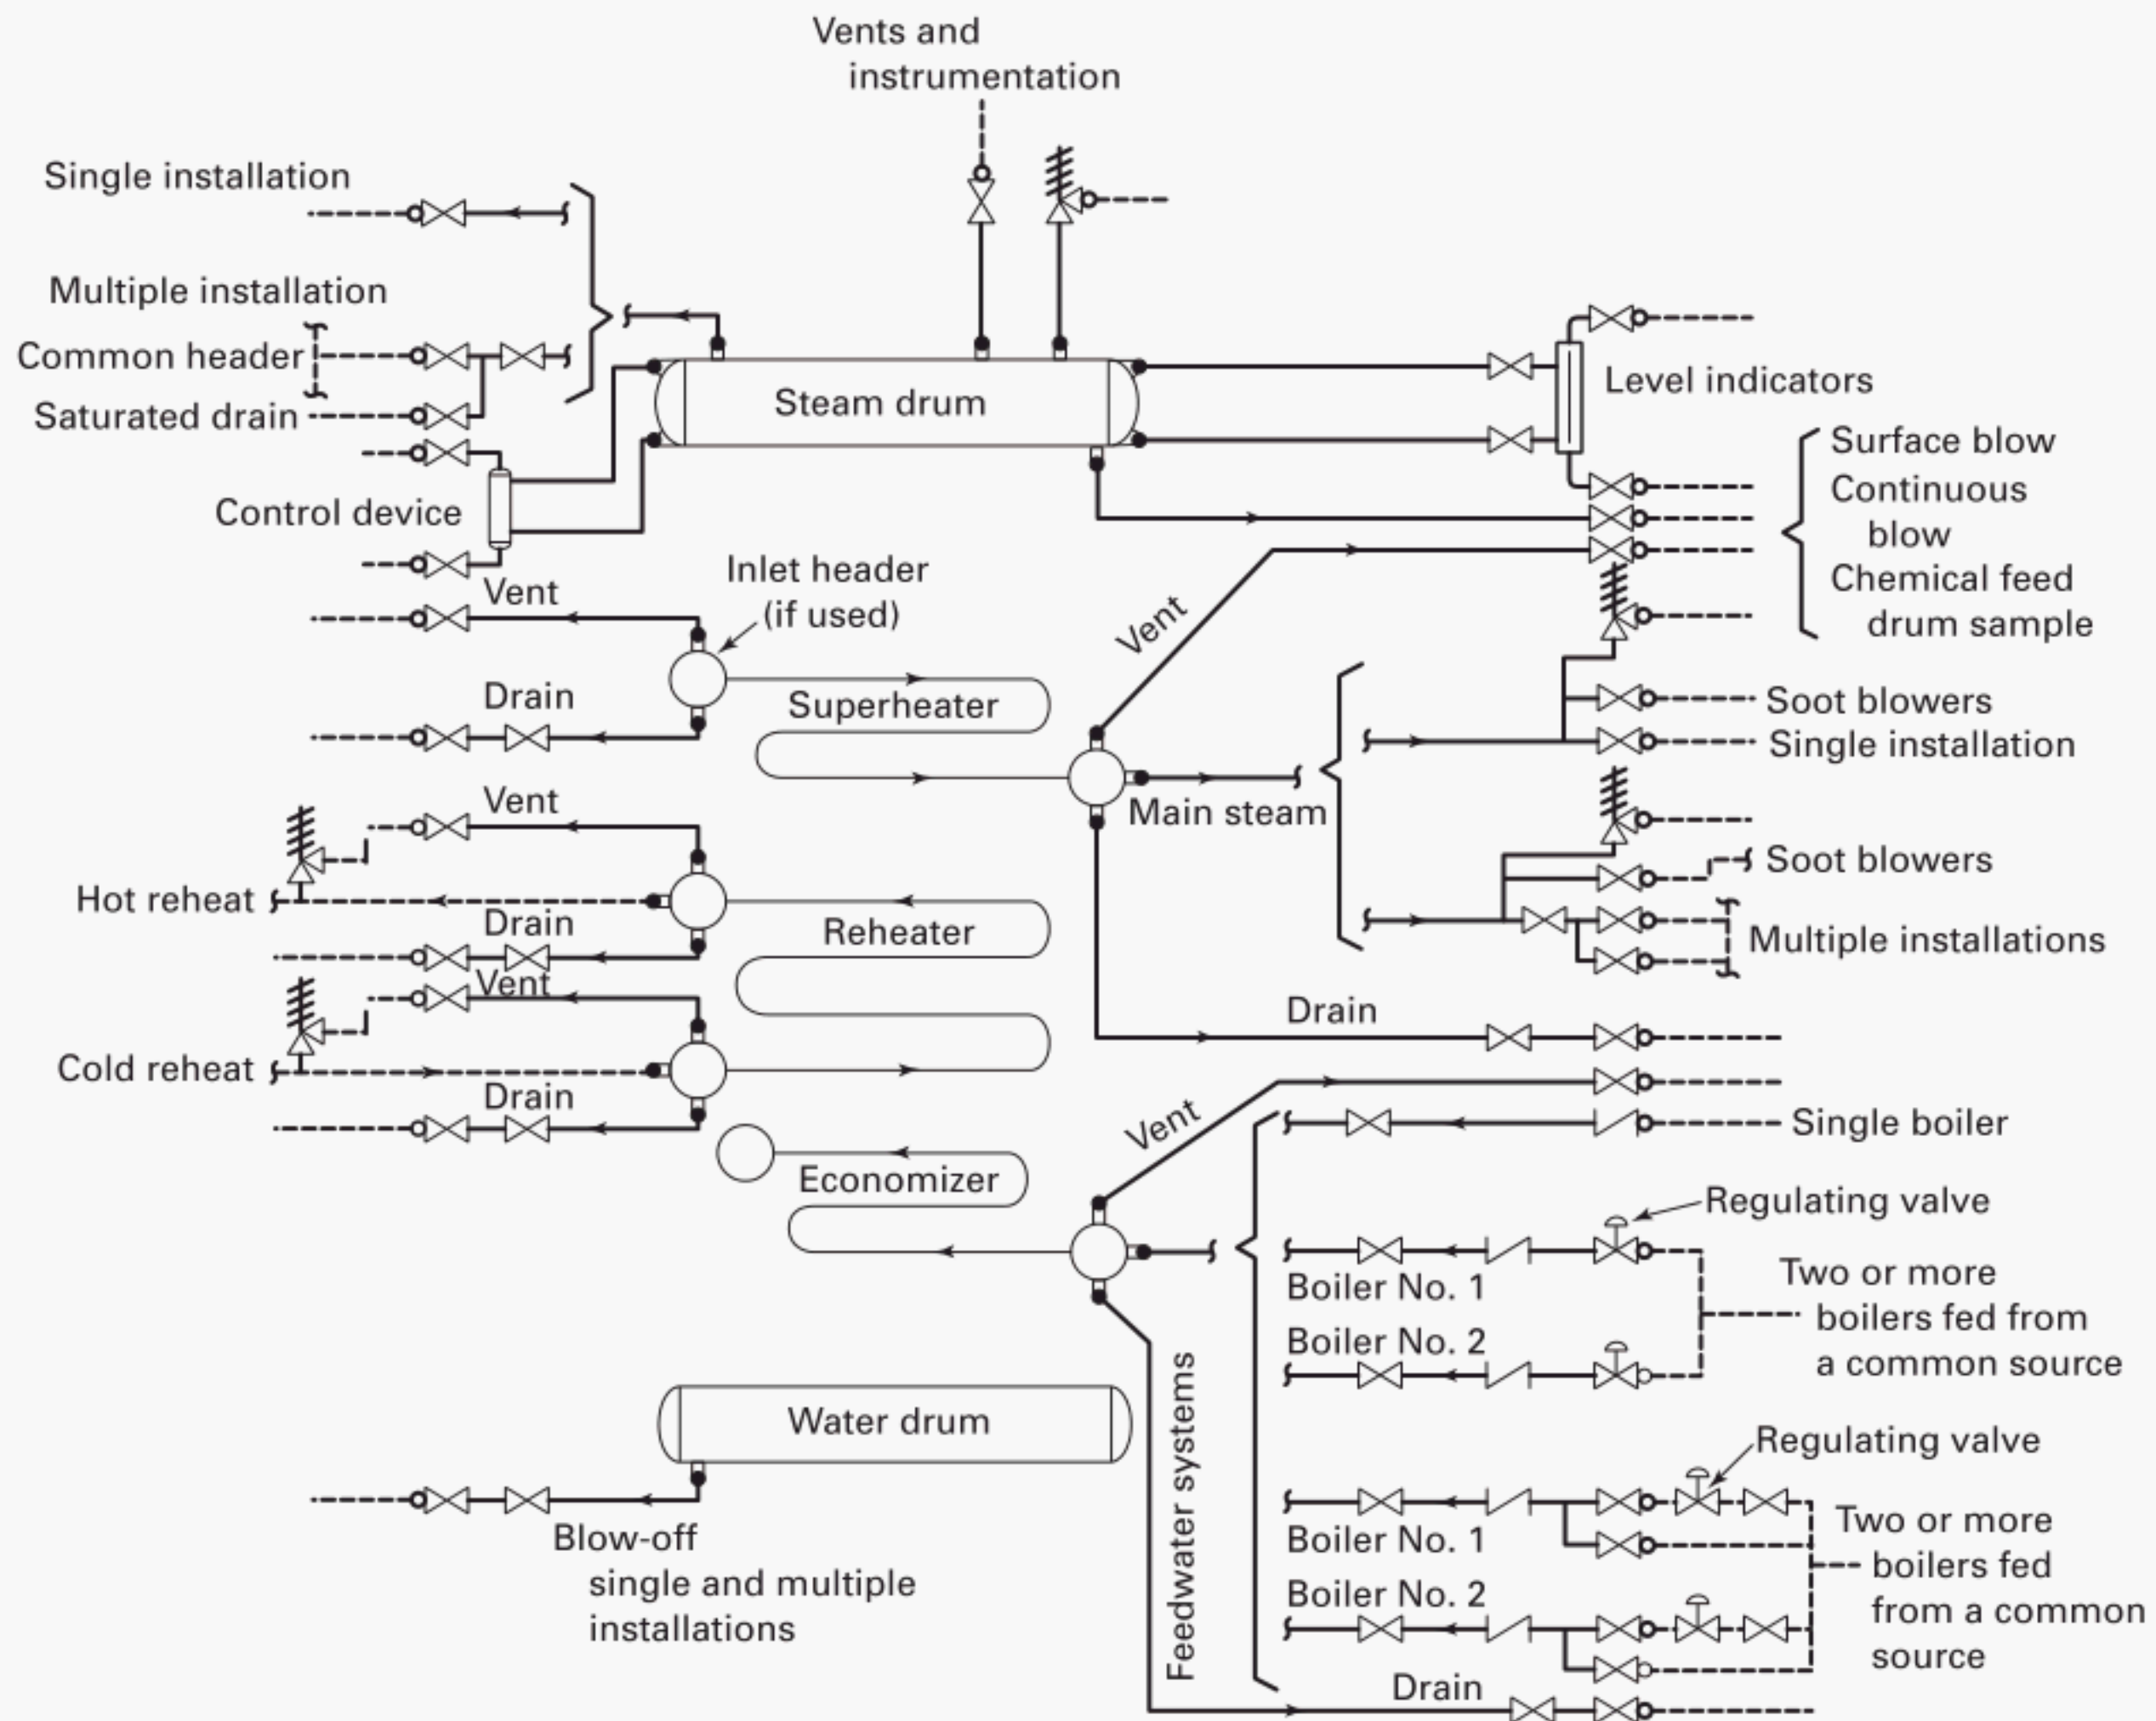 Vents and
instrumentation
Single installation
Multiple installation
Common header
Saturated drain
Control device
Steam drum
Level indicators
Surface blow
Continuous
blow
Chemical feed
drum sample
Vent
Inlet header
(if used)
Drain
Superheater
Vent
Main steam
Soot blowers
Single installation
Soot blowers
Multiple installations
Drain
Vent
Hot reheat
Drain
Reheater
Vent
Cold reheat
Drain
Economizer
Vent
Single boiler
Regulating valve
Boiler No. 1
Boiler No. 2
Two or more
boilers fed from
a common source
Water drum
Feedwater systems
Regulating valve
Boiler No. 1
Boiler No. 2
Two or more
boilers fed
from a common
source
Blow-off
single and multiple
installations
Drain